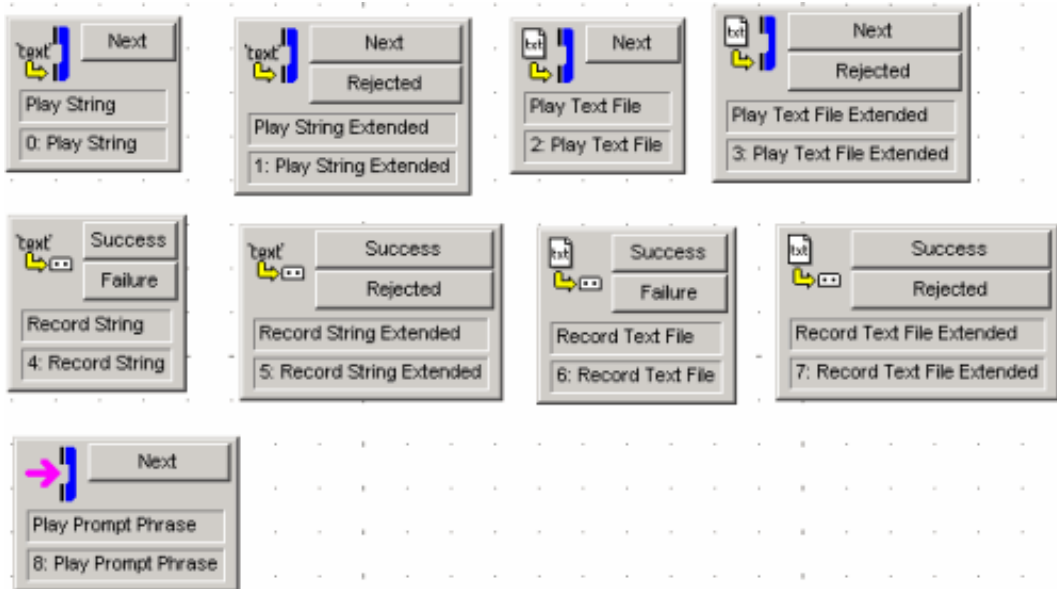 'text'
Next
Play String
0: Play String
'text'
Next
Rejected
Play String Extended
1: Play String Extended
txt
Next
Play Text File
2: Play Text File
txt
Next
Rejected
Play Text File Extended
3: Play Text File Extended
'text'
Success
Failure
Record String
4: Record String
'text'
Success
Rejected
Record String Extended
5: Record String Extended
txt
Success
Failure
Record Text File
6: Record Text File
txt
Success
Rejected
Record Text File Extended
7: Record Text File Extended
Next
Play Prompt Phrase
8: Play Prompt Phrase